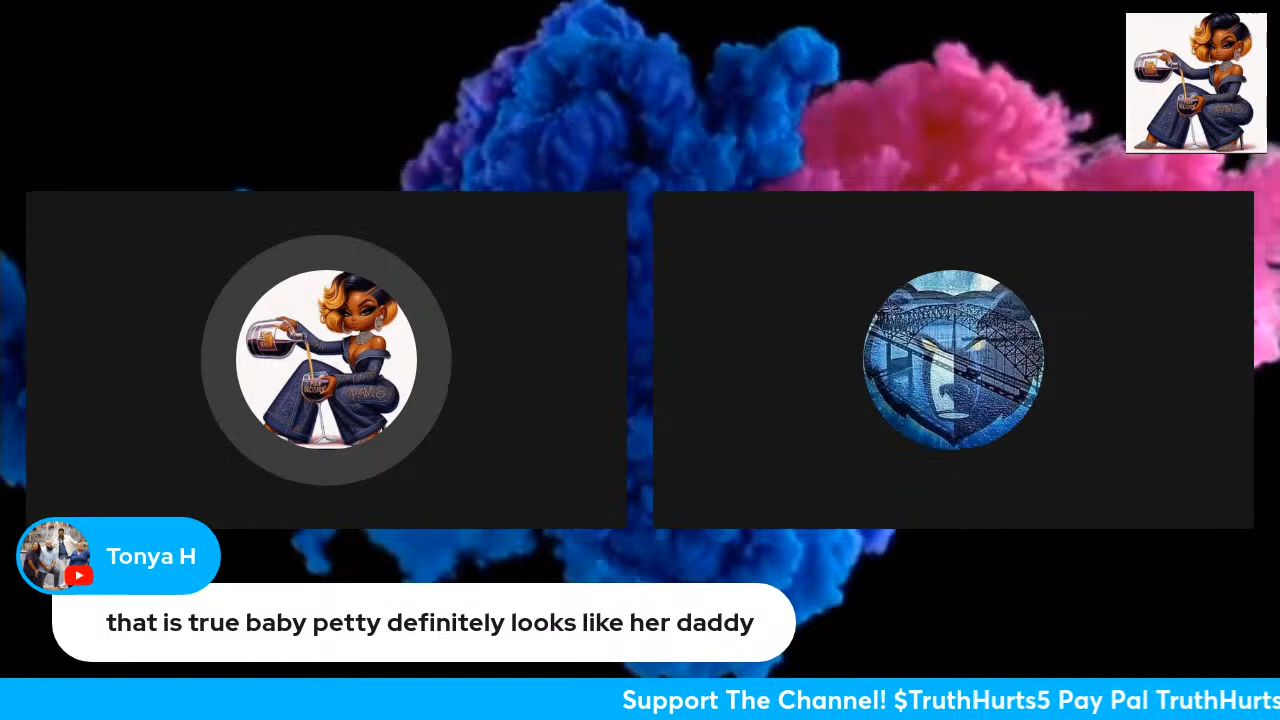 Tonya H
that is true baby petty definitely looks like her daddy
Support The Channel! $TruthHurts5 Pay Pal TruthHurts